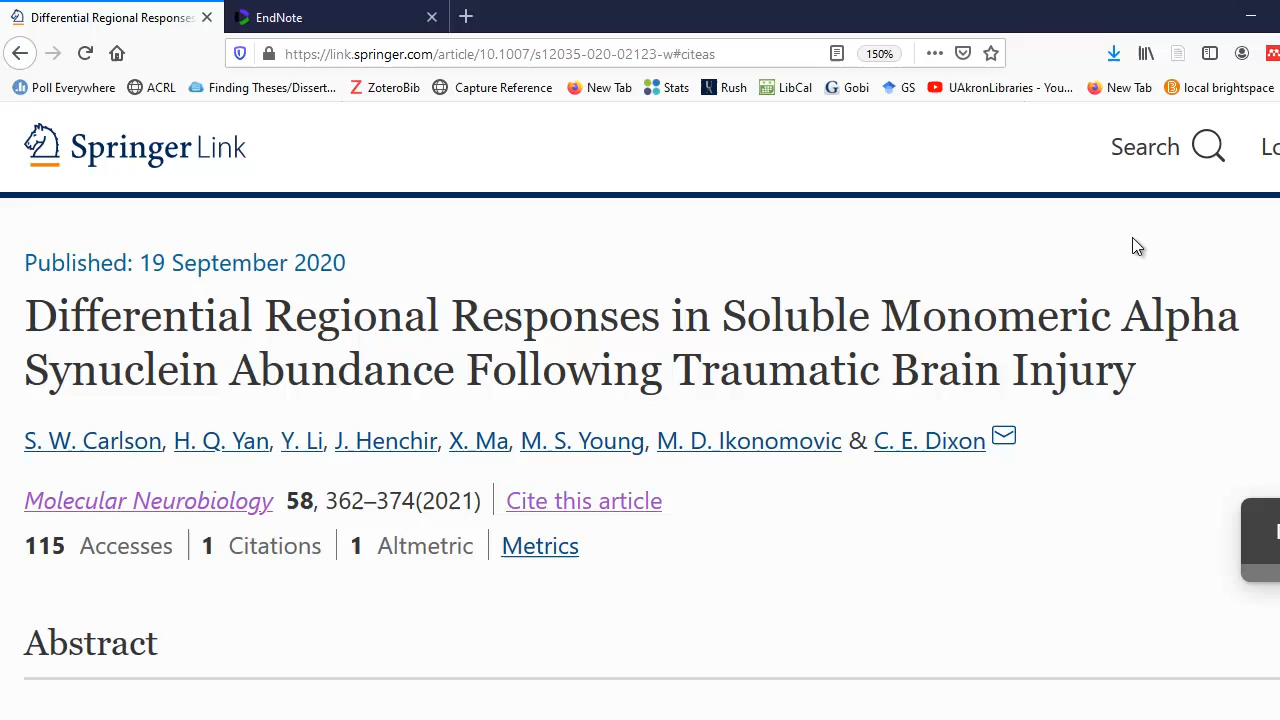 Differential Regional Responses
EndNote
https://link.springer.com/article/10.1007/s12035-020-02123-w#citeas
150%
Poll Everywhere
ACRL
Finding Theses/Dissert...
ZoteroBib
Citeture Reference
New Tab
Stats
Rush
LibCal
Gobi
GS
UAkronLibraries - You...
New Tab
local brightspace
Springer Link
Search
Lo
Published: 19 September 2020
Differential Regional Responses in Soluble Monomeric Alpha
Synuclein Abundance Following Traumatic Brain Injury
S. W. Carlson, H. Q. Yan, Y. Li, J. Henchir, X. Ma, M. S. Young, M. D. Ikonomovic & C. E. Dixon
Molecular Neurobiology 58, 362–374(2021) Cite this article
115 Accesses 1 Citations 1 Altmetric Metrics
Abstract